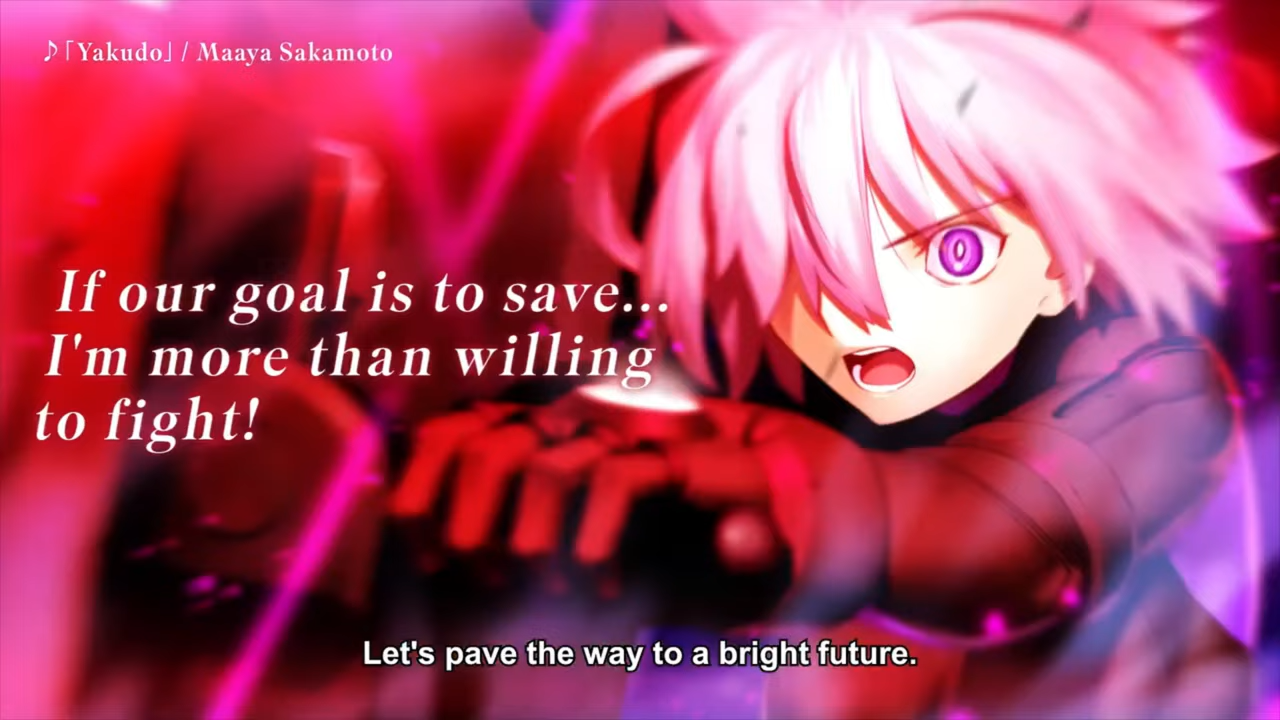 ♪「Yakudo」/ Maaya Sakamoto
If our goal is to save...
I'm more than willing
to fight!
Let's pave the way to a bright future.